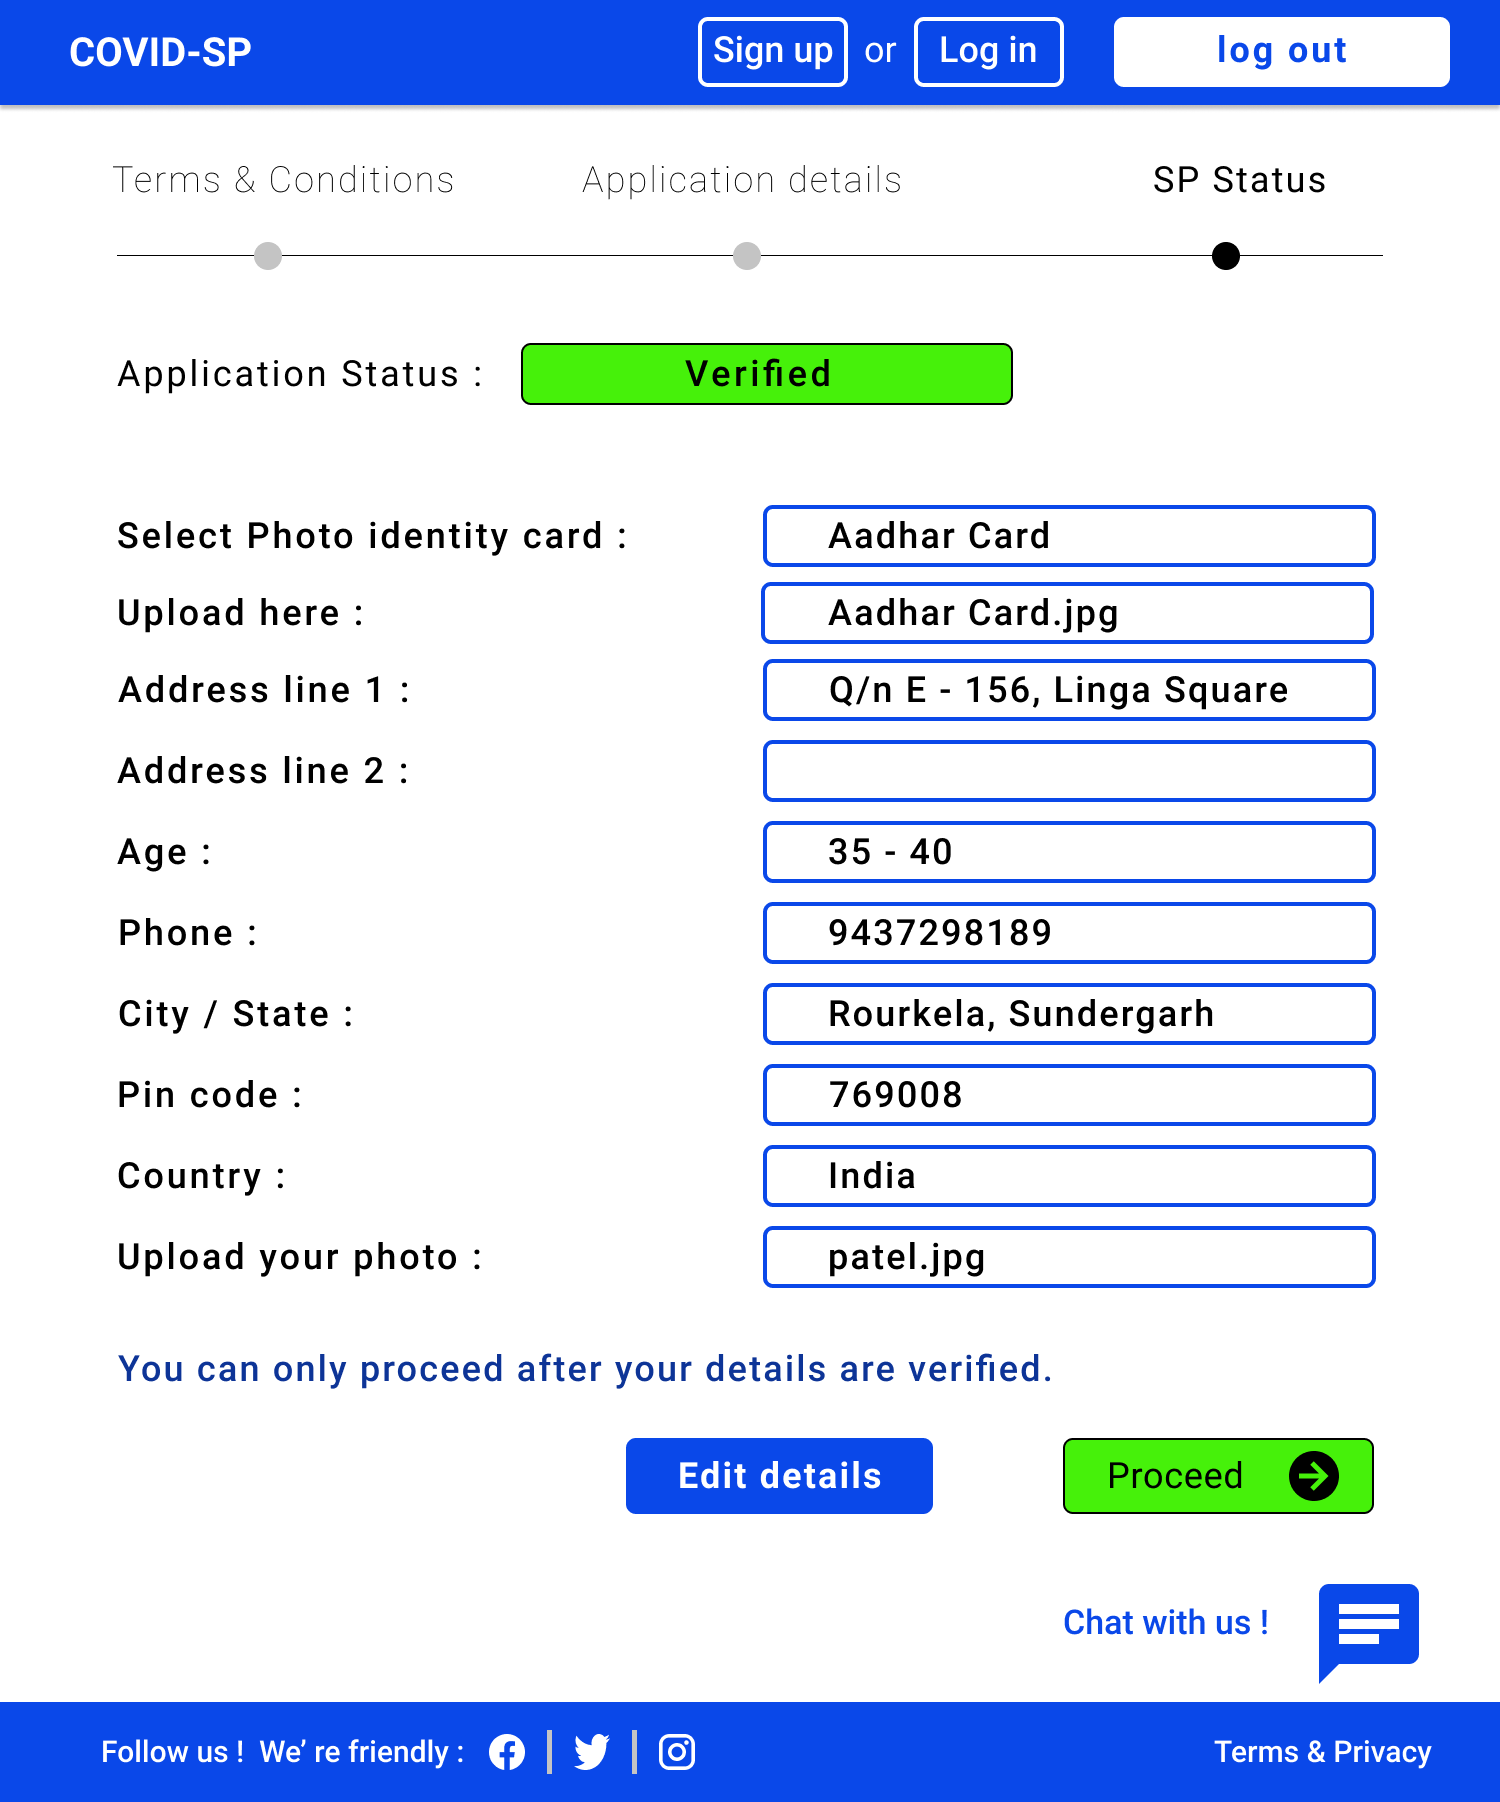 COVID-SP
Sign up or Log in log out
Terms & Conditions Application details SP Status
Application Status : Verified
Select Photo identity card : Aadhar Card
Upload here : Aadhar Card.jpg
Address line 1 : Q/n E - 156, Linga Square
Address line 2 :
Age : 35 - 40
Phone : 9437298189
City / State : Rourkela, Sundergarh
Pin code : 769008
Country : India
Upload your photo : patel.jpg
You can only proceed after your details are verified.
Edit details Proceed
Chat with us !
Follow us ! We’ re friendly : Terms & Privacy